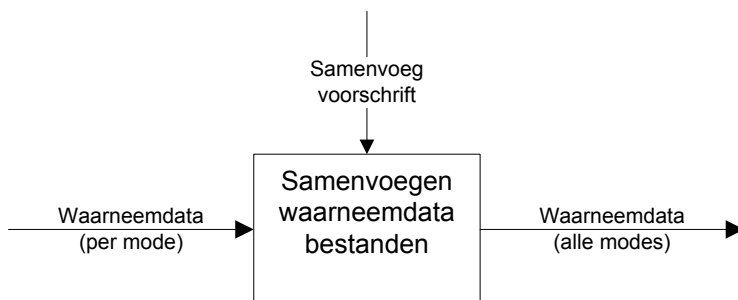 Samenvoeg
voorschrift
Samenvoegen
waarneemdata
bestanden
Waarneemdata
(per mode)
Waarneemdata
(alle modes)